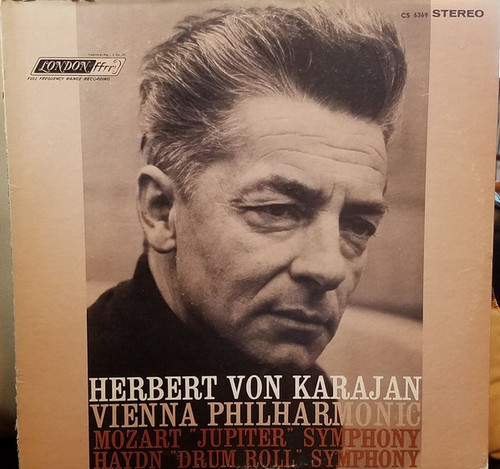 CS 6369 STEREO
LONDON ffrr
FULL FREQUENCY RANGE RECORDING
HERBERT VON KARAJAN
VIENNA PHILHARMONIC
MOZART "JUPITER" SYMPHONY
HAYDN "DRUM ROLL" SYMPHONY